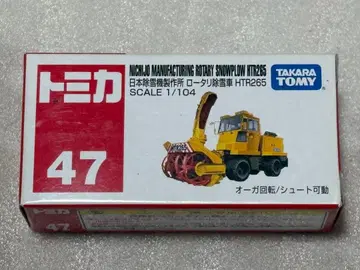 トミカ
47
NICHIJO MANUFACTURING ROTARY SNOWPLOW HTR265
日本除雪機製作所 ロータリ除雪車 HTR265
SCALE 1/104
TAKARA TOMY
オーガ回転/シュート可動
47